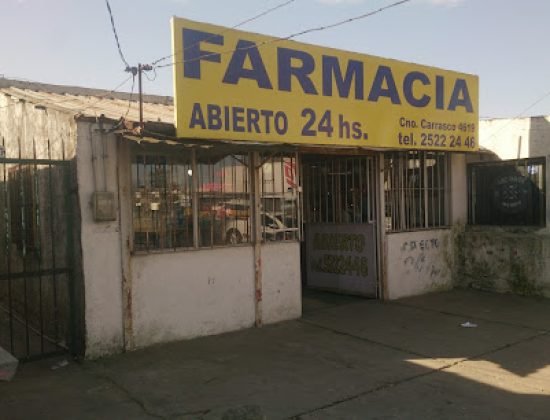 FARMACIA
ABIERTO 24 hs.
Cno. Carrasco 4619
tel. 2522 24 46
ABIERTO